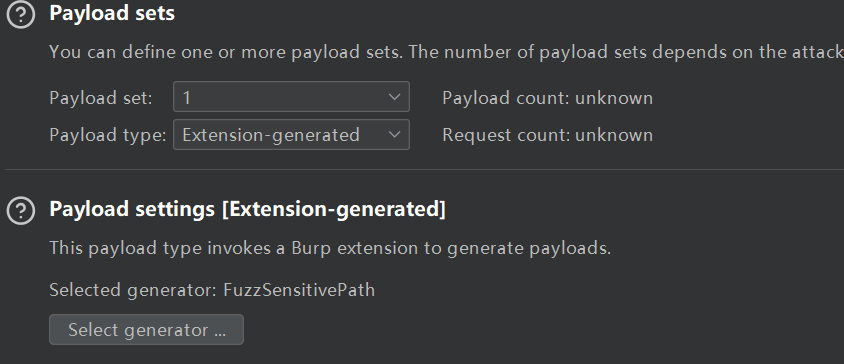 Payload sets
You can define one or more payload sets. The number of payload sets depends on the attack
Payload set: 1 Payload count: unknown
Payload type: Extension-generated Request count: unknown
Payload settings [Extension-generated]
This payload type invokes a Burp extension to generate payloads.
Selected generator: FuzzSensitivePath
Select generator ...